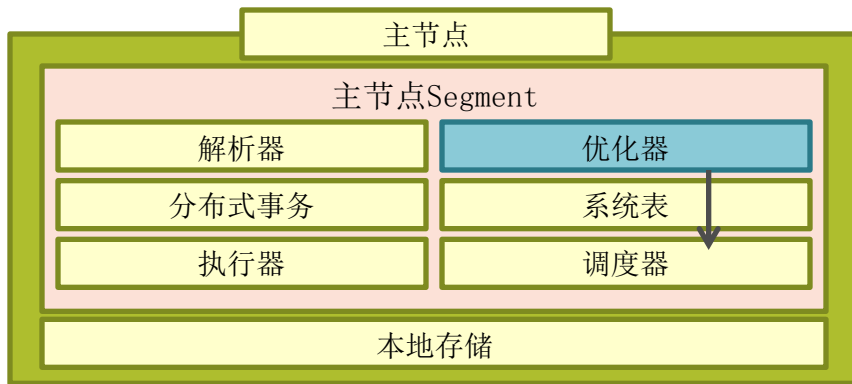 主节点
主节点Segment
解析器
优化器
分布式事务
系统表
执行器
调度器
本地存储